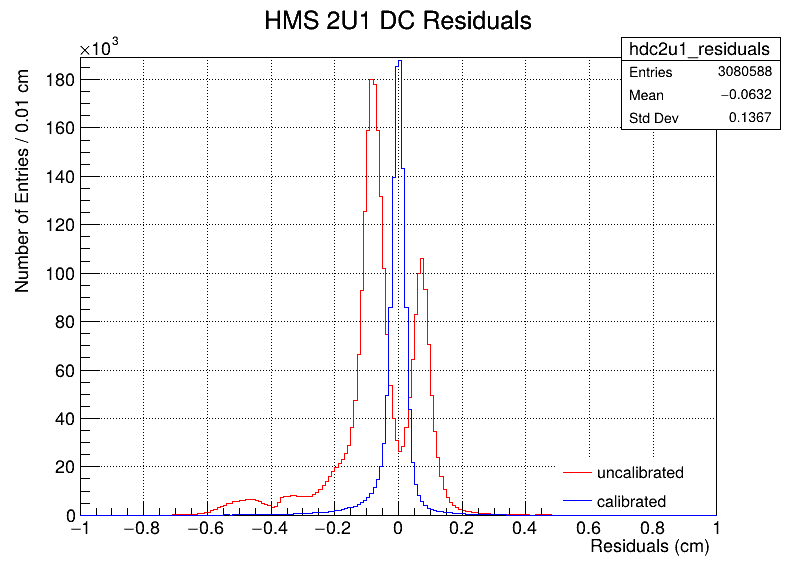 HMS 2U1 DC Residuals
×10³
hdc2u1_residuals
Entries 3080588
Mean −0.0632
Std Dev 0.1367
Number of Entries / 0.01 cm
180
160
140
120
100
80
60
40
20
0
uncalibrated
calibrated
−1 −0.8 −0.6 −0.4 −0.2 0 0.2 0.4 0.6 0.8 1
Residuals (cm)